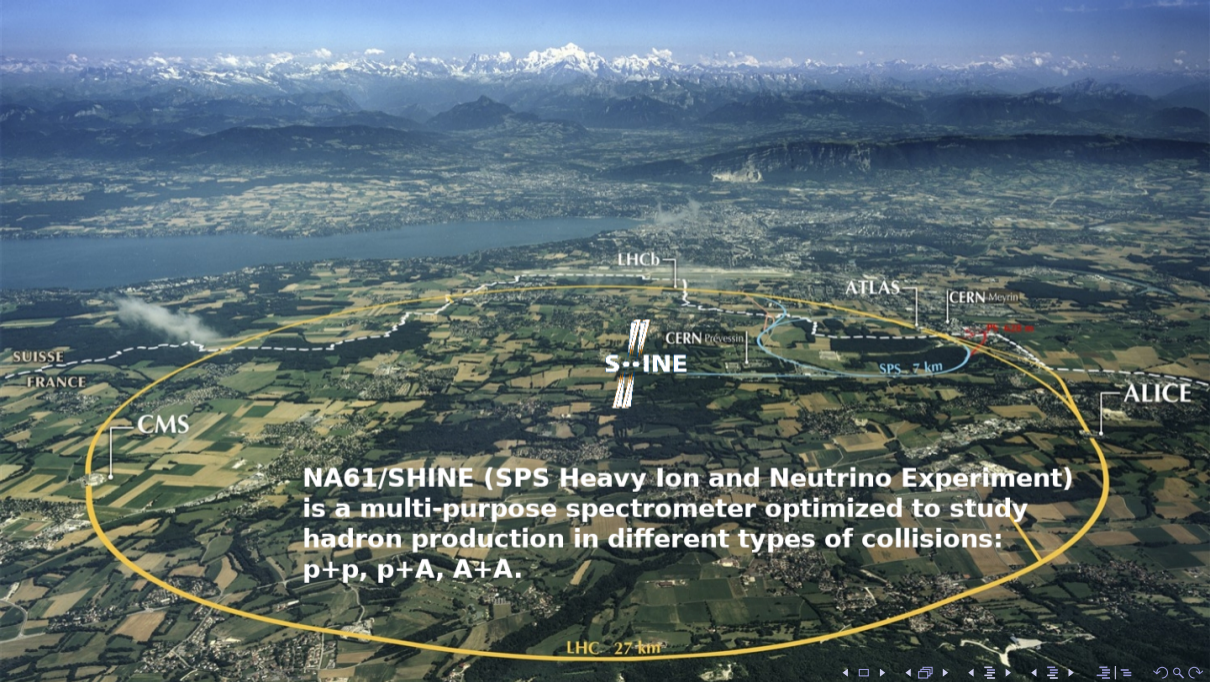 LHCb
ATLAS
CERN Meyrin
CERN Prévessin
S··INE
SPS 7 km
SUISSE
FRANCE
ALICE
CMS
NA61/SHINE (SPS Heavy Ion and Neutrino Experiment)
is a multi-purpose spectrometer optimized to study
hadron production in different types of collisions:
p+p, p+A, A+A.
LHC 27 km